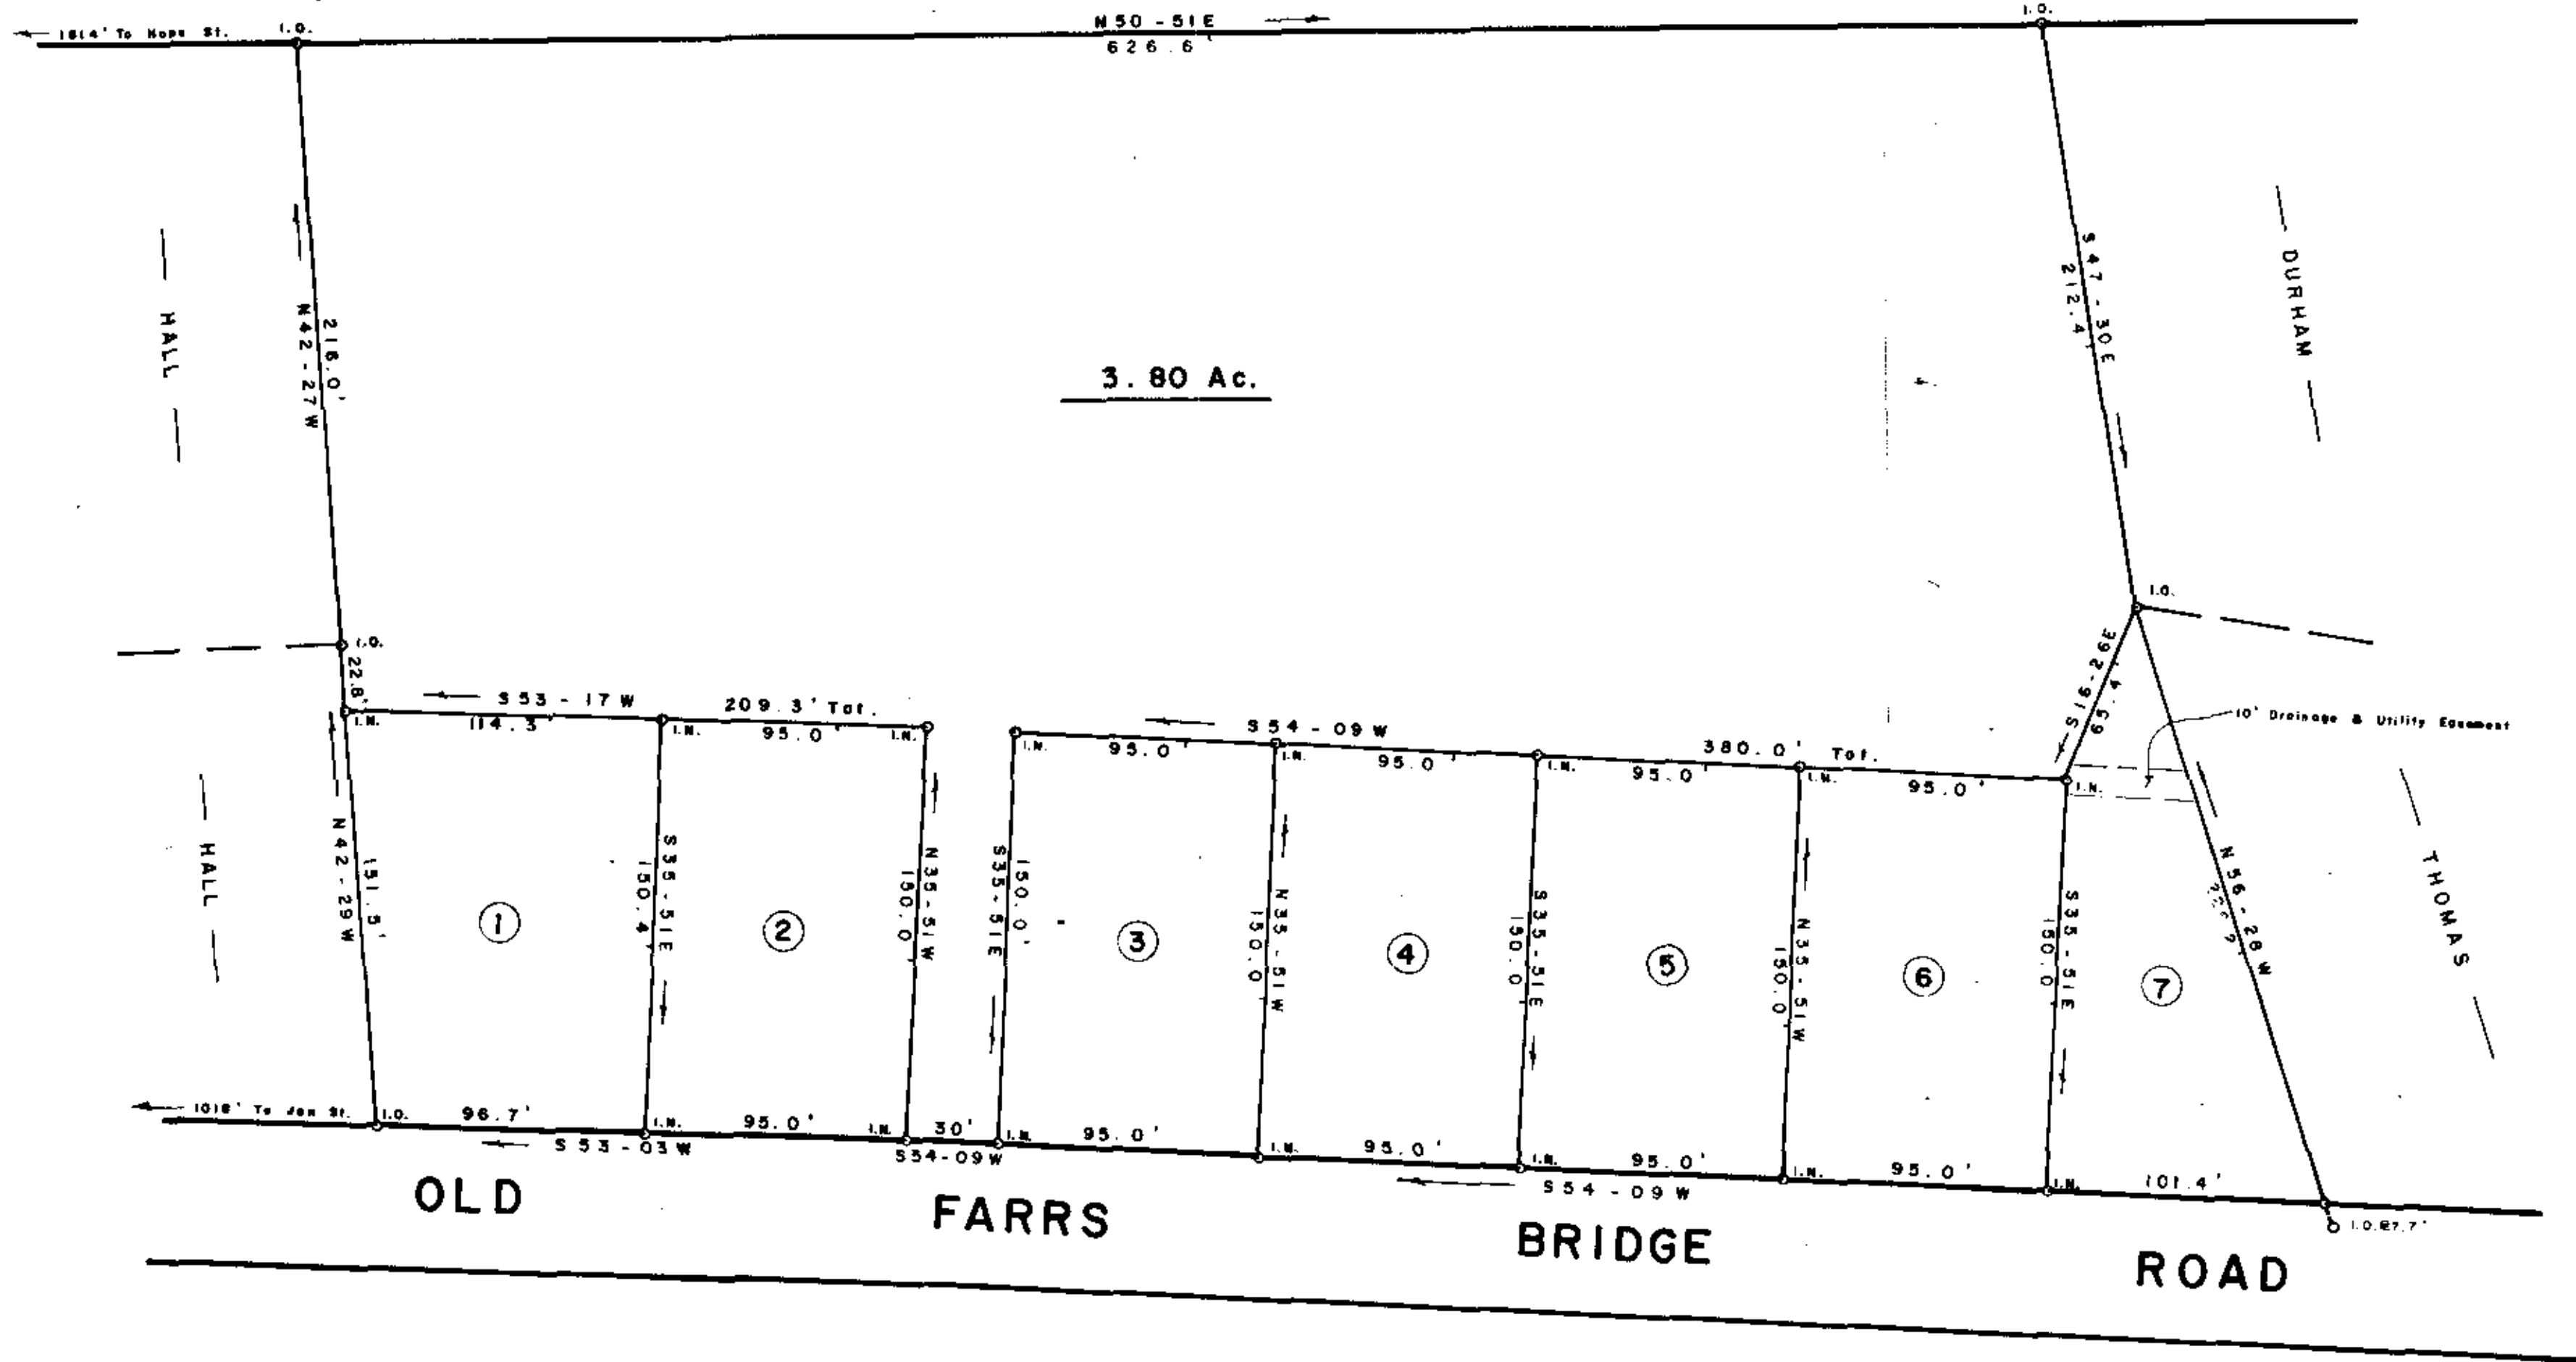 1814' To Hope St.
I.O.
N50-51E
626.6'
I.O.
HALL
N42-27W
216.0'
3.80 Ac.
S47-30E
212.4'
DURHAM
I.O.
22.8'
I.N.
S53-17W
114.3'
I.N.
209.3' Tot.
95.0'
I.N.
I.N.
95.0'
S54-09W
I.N.
95.0'
I.N.
95.0'
380.0' Tot.
I.N.
95.0'
I.N.
I.O.
S16-26E
65.4'
10' Drainage & Utility Easement
HALL
N42-29W
151.5'
1
S35-51E
150.4'
2
N35-51W
150.0'
S35-51E
150.0'
3
N35-51W
150.0'
4
S35-51E
150.0'
5
N35-51W
150.0'
6
S35-51E
150.0'
7
N56-28W
THOMAS
1018' To Jan St.
I.O.
96.7'
I.N.
S53-03W
95.0'
I.N.
30'
S54-09W
I.N.
95.0'
I.N.
95.0'
I.N.
95.0'
S54-09W
I.N.
95.0'
I.N.
101.4'
I.O.@7.7'
OLD FARRS BRIDGE ROAD